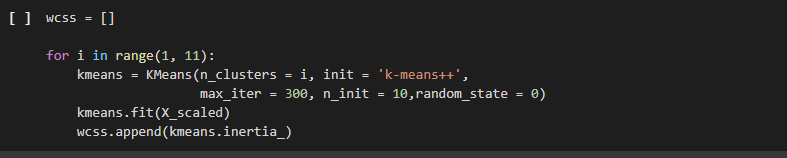 [ ] wcss = []
for i in range(1, 11):
    kmeans = KMeans(n_clusters = i, init = 'k-means++',
                    max_iter = 300, n_init = 10,random_state = 0)
    kmeans.fit(X_scaled)
    wcss.append(kmeans.inertia_)